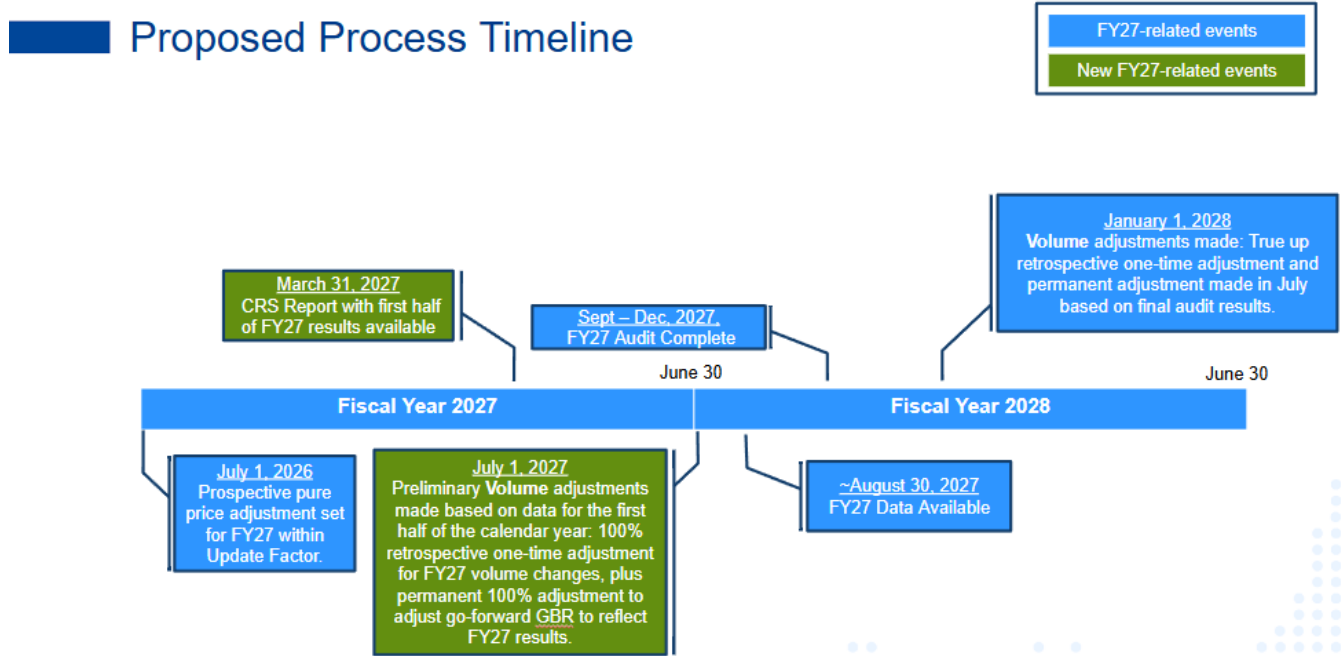 Proposed Process Timeline
FY27-related events
New FY27-related events
January 1, 2028
Volume adjustments made: True up
retrospective one-time adjustment and
permanent adjustment made in July
based on final audit results.
March 31, 2027
CRS Report with first half
of FY27 results available
Sept – Dec, 2027,
FY27 Audit Complete
June 30
June 30
Fiscal Year 2027
Fiscal Year 2028
July 1, 2026
Prospective pure
price adjustment set
for FY27 within
Update Factor.
July 1, 2027
Preliminary Volume adjustments
made based on data for the first
half of the calendar year: 100%
retrospective one-time adjustment
for FY27 volume changes, plus
permanent 100% adjustment to
adjust go-forward GBR to reflect
FY27 results.
~August 30, 2027
FY27 Data Available